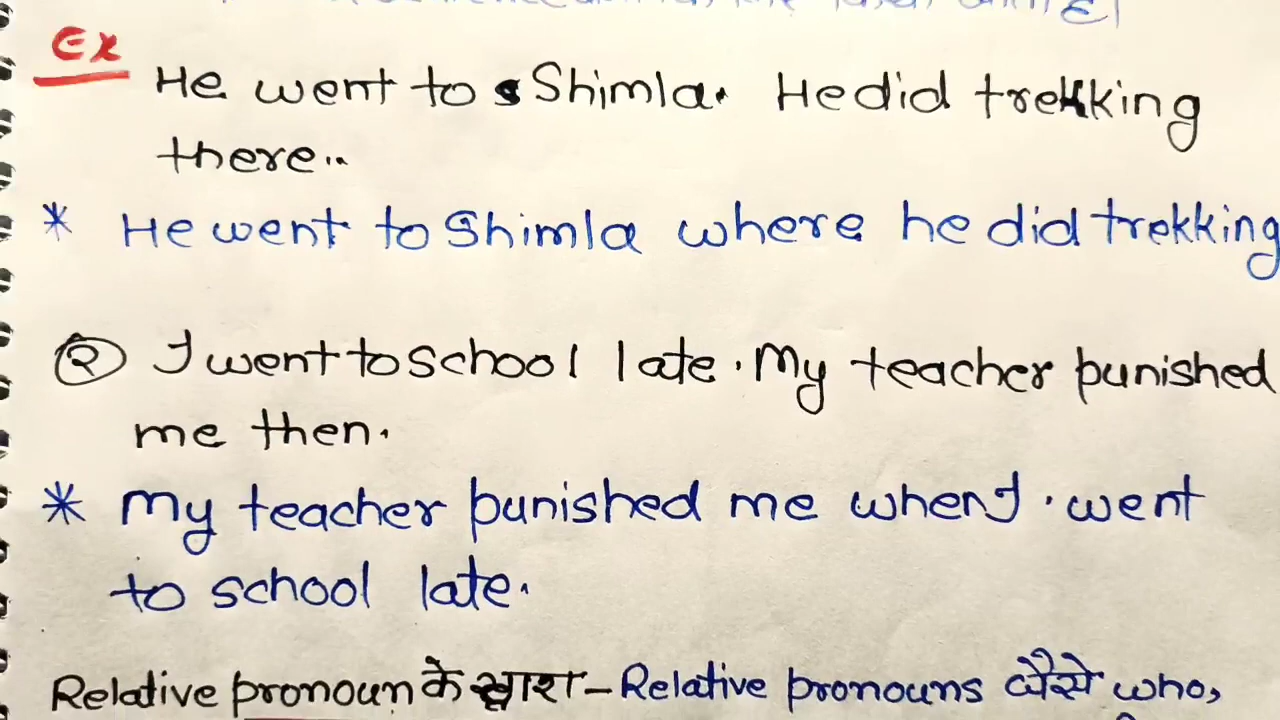 Ex
He went to Shimla. He did trekking
there..
* He went to Shimla where he did trekking
② I went to school late. My teacher punished
me then.
* My teacher punished me when I . went
to school late.
Relative pronoun के द्वारा – Relative pronouns जैसे who,